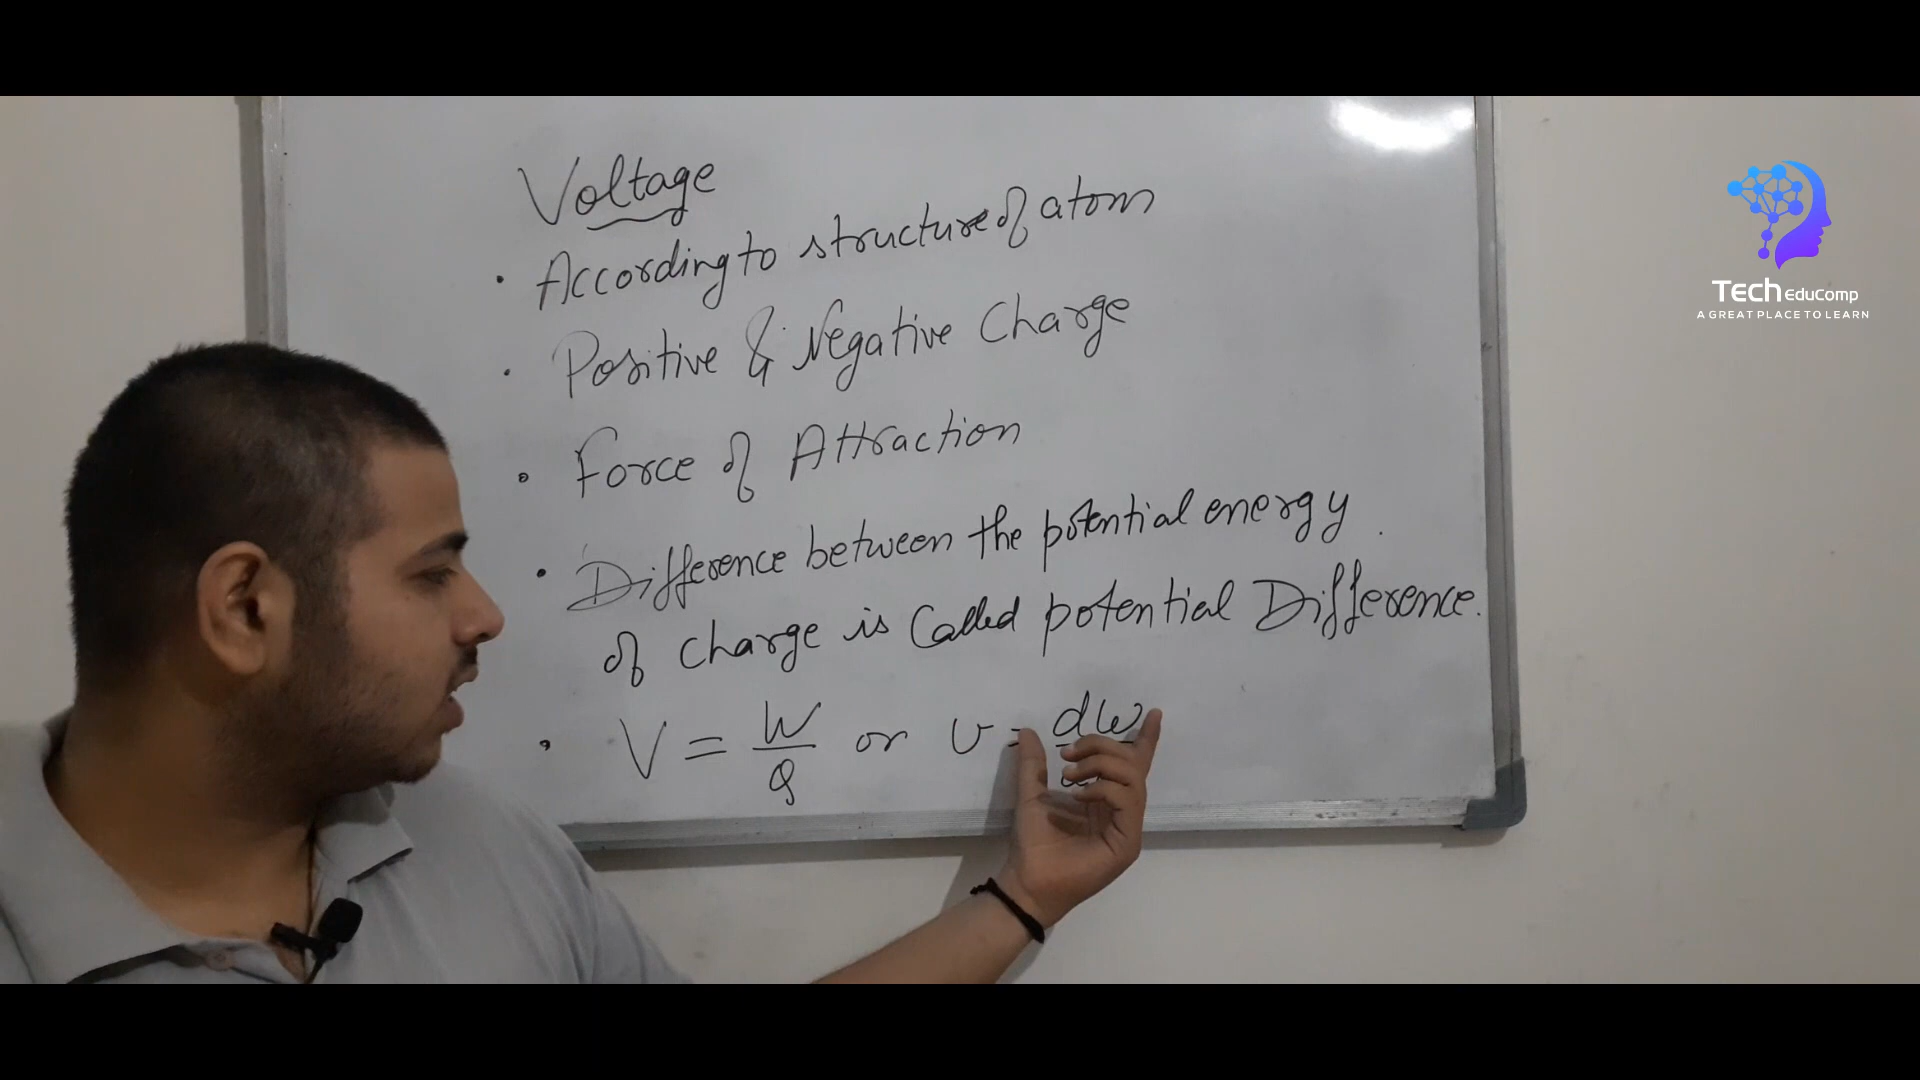 Voltage
• According to structure of atom
• Positive & Negative Charge
• Force of Attraction
• Difference between the potential energy
of charge is Called potential Difference.
• V = W/Q or v = dw
Tech EduComp
A GREAT PLACE TO LEARN